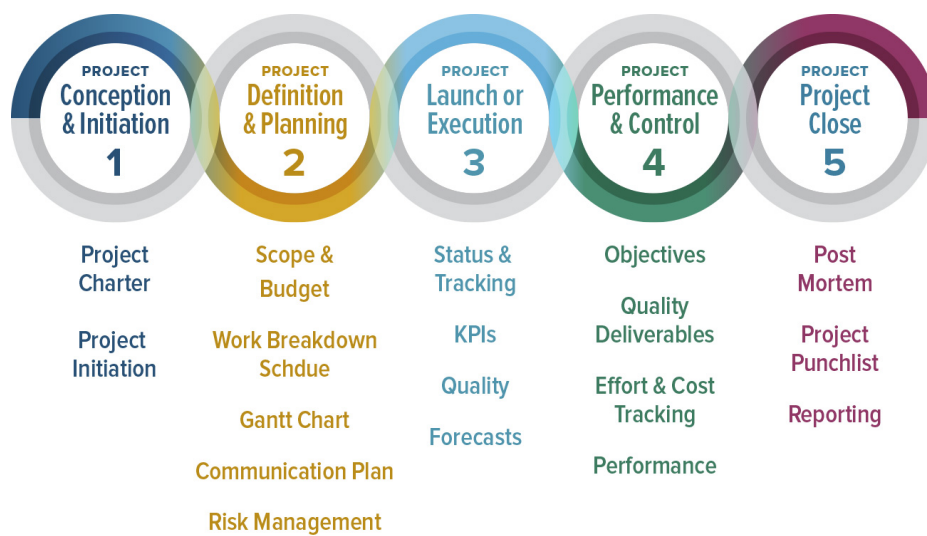 PROJECT
Conception
& Initiation
1
PROJECT
Definition
& Planning
2
PROJECT
Launch or
Execution
3
PROJECT
Performance
& Control
4
PROJECT
Project
Close
5
Project
Charter
Project
Initiation
Scope &
Budget
Work Breakdown
Schdue
Gantt Chart
Communication Plan
Risk Management
Status &
Tracking
KPIs
Quality
Forecasts
Objectives
Quality
Deliverables
Effort & Cost
Tracking
Performance
Post
Mortem
Project
Punchlist
Reporting